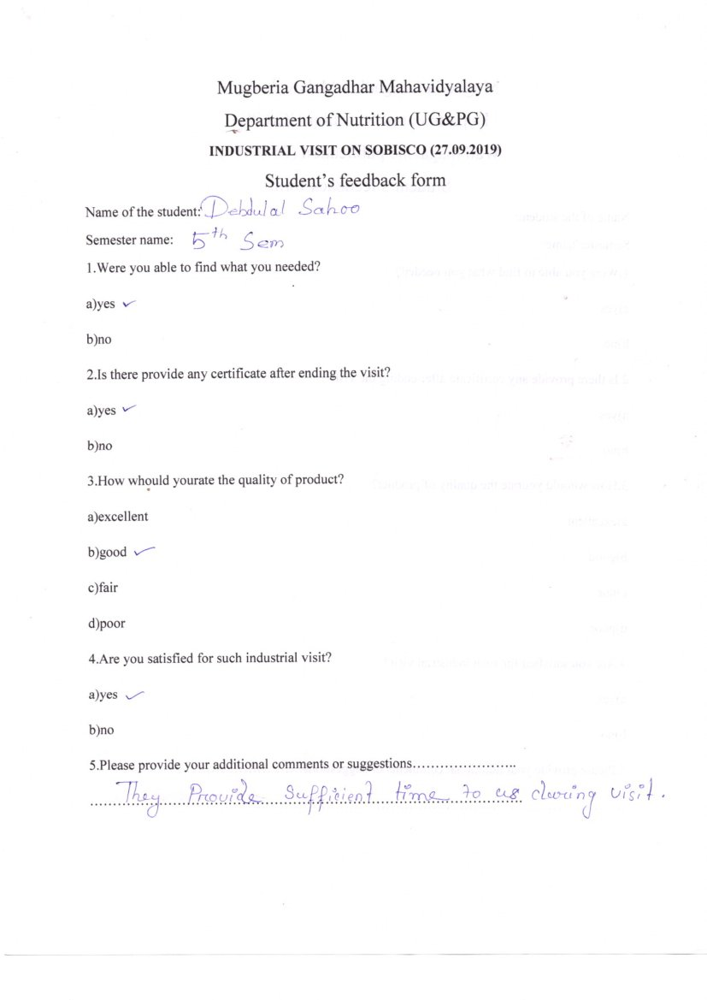 Mugberia Gangadhar Mahavidyalaya
Department of Nutrition (UG&PG)
INDUSTRIAL VISIT ON SOBISCO (27.09.2019)
Student's feedback form
Name of the student: Debdulal Sahoo
Semester name: 5th Sem
1.Were you able to find what you needed?
a)yes ✓
b)no
2.Is there provide any certificate after ending the visit?
a)yes ✓
b)no
3.How whould yourate the quality of product?
a)excellent
b)good ✓
c)fair
d)poor
4.Are you satisfied for such industrial visit?
a)yes ✓
b)no
5.Please provide your additional comments or suggestions.......................
They Provide Sufficient time to us during visit.